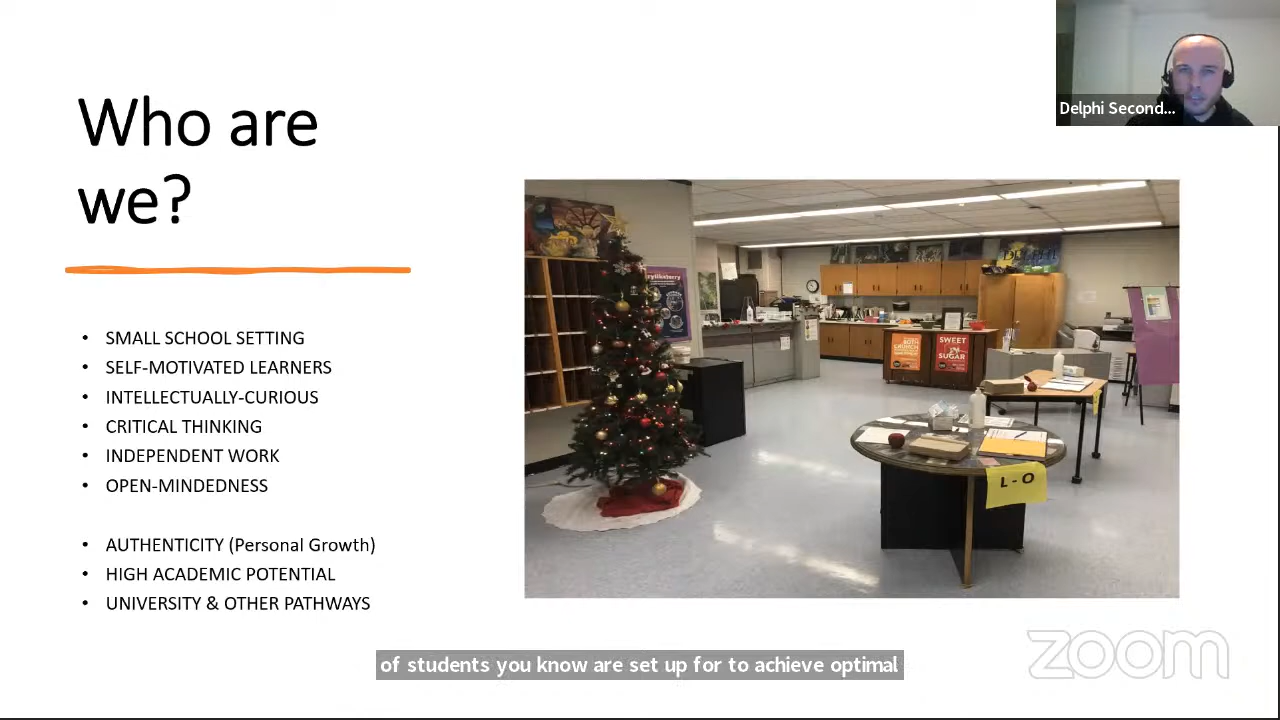 Who are
we?
• SMALL SCHOOL SETTING
• SELF-MOTIVATED LEARNERS
• INTELLECTUALLY-CURIOUS
• CRITICAL THINKING
• INDEPENDENT WORK
• OPEN-MINDEDNESS
• AUTHENTICITY (Personal Growth)
• HIGH ACADEMIC POTENTIAL
• UNIVERSITY & OTHER PATHWAYS
Delphi Second...
DELPHI
SWEET
SUGAR
L - O
of students you know are set up for to achieve optimal
zoom